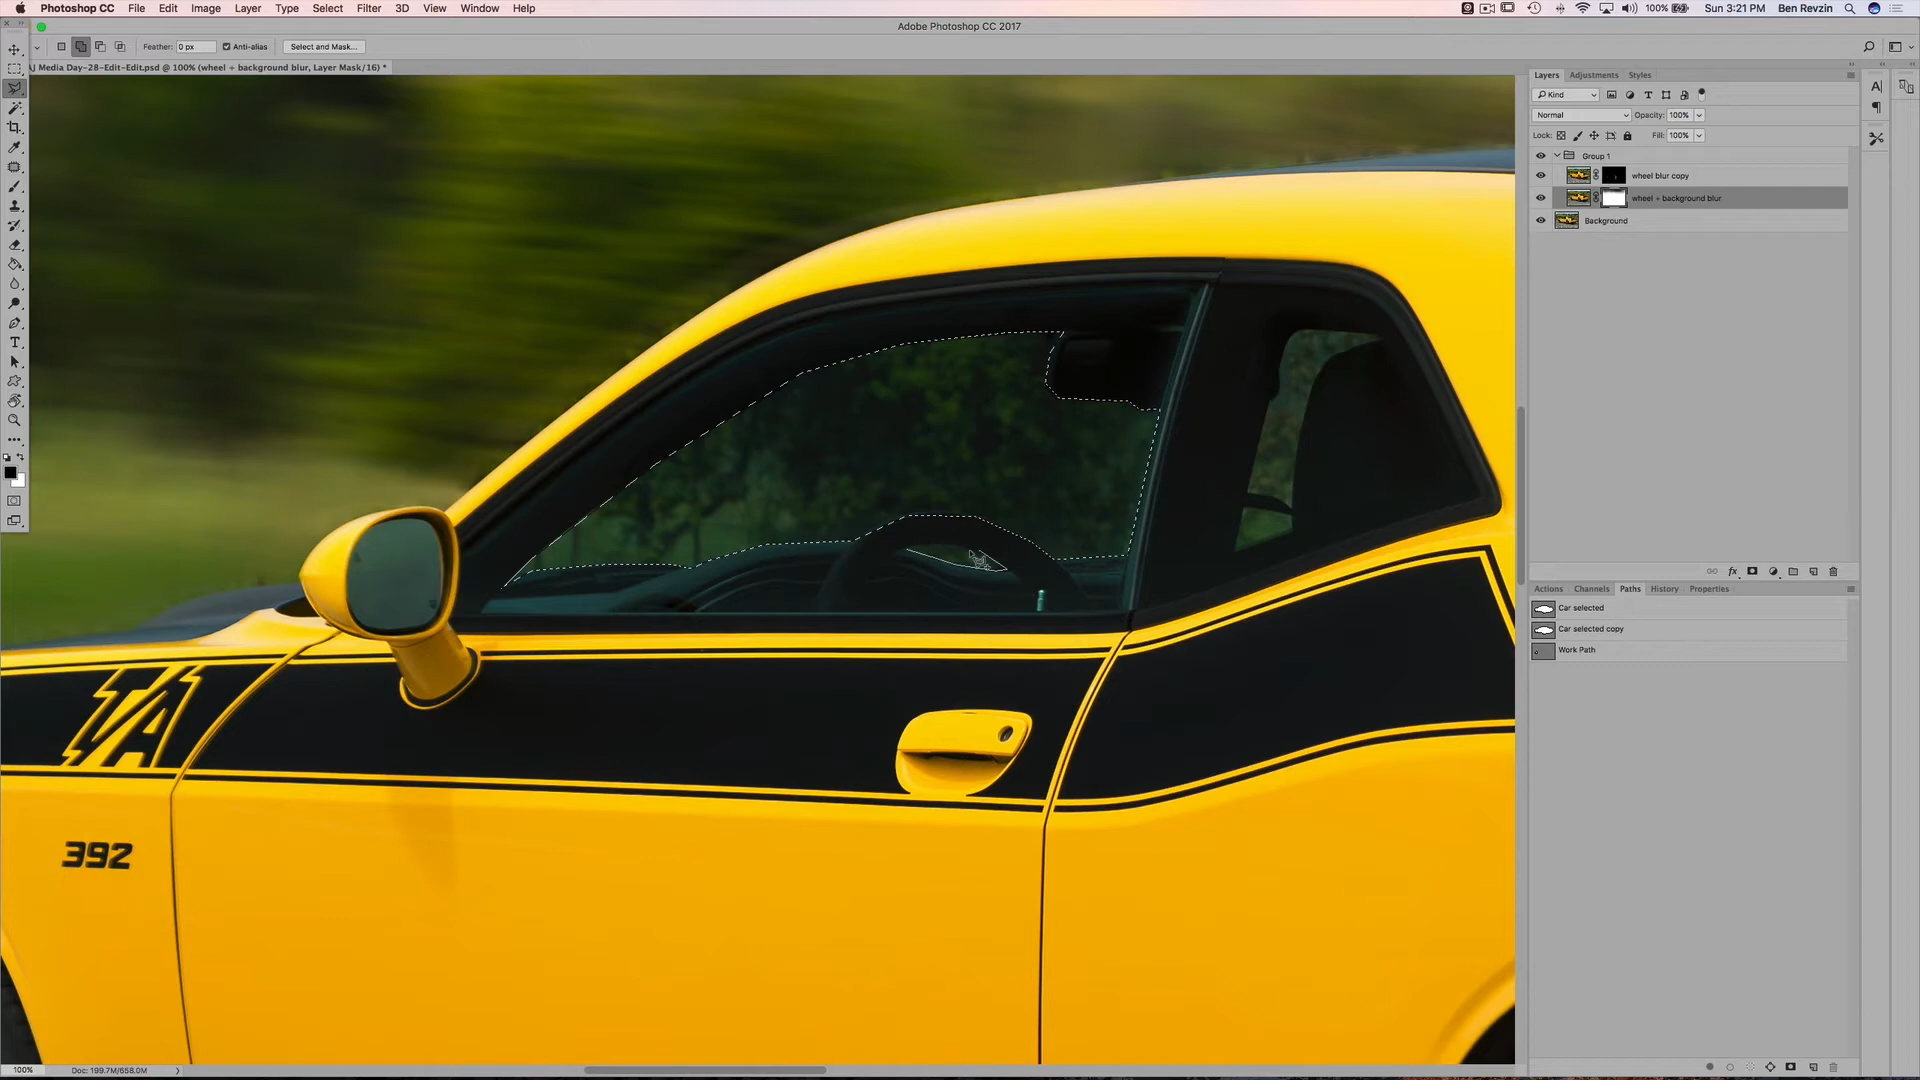 Photoshop CC File Edit Image Layer Type Select Filter 3D View Window Help 100% Sun 3:21 PM Ben Revzin
Adobe Photoshop CC 2017
Feather: 0 px Anti-alias Select and Mask...
AJ Media Day-28-Edit-Edit.psd @ 100% (wheel + background blur, Layer Mask/16) *
Layers Adjustments Styles
Kind
Normal Opacity: 100%
Lock: Fill: 100%
Group 1
wheel blur copy
wheel + background blur
Background
Actions Channels Paths History Properties
Car selected
Car selected copy
Work Path
T/A
392
100% Doc: 199.7M/658.0M